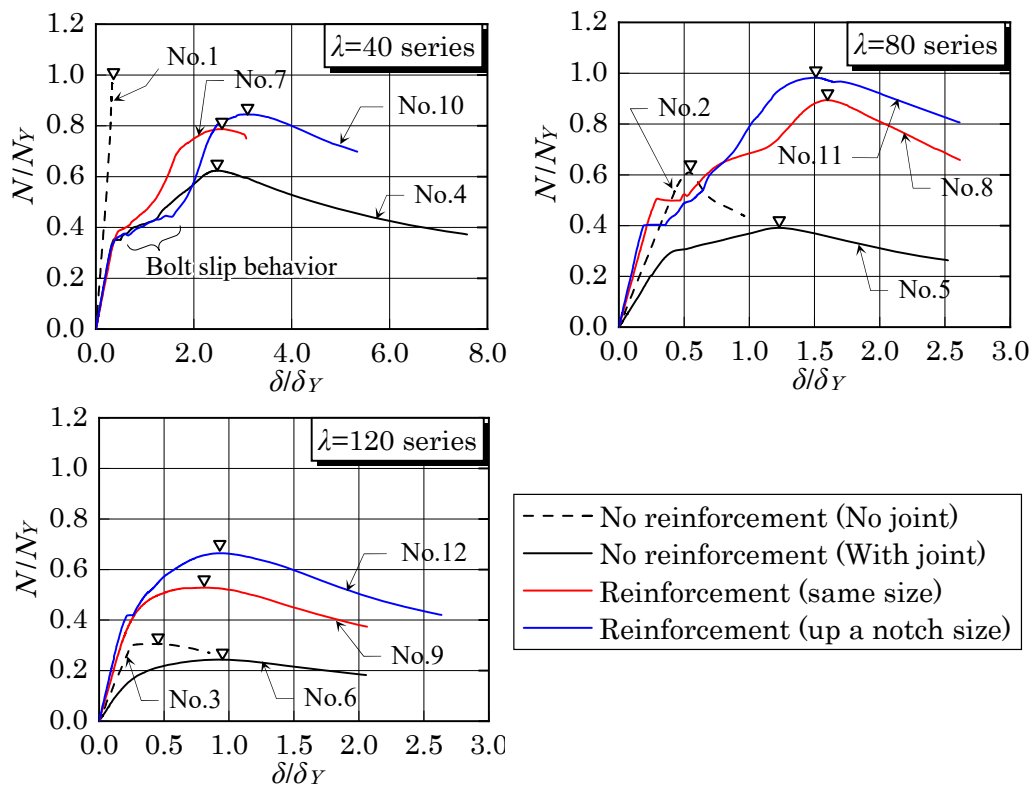 λ=40 series
1.2
1.0
0.8
0.6
0.4
0.2
0.0
N/NY
No.1
No.7
No.10
No.4
Bolt slip behavior
0.0 2.0 4.0 6.0 8.0
δ/δY
λ=80 series
1.2
1.0
0.8
0.6
0.4
0.2
0.0
N/NY
No.2
No.11
No.8
No.5
0.0 0.5 1.0 1.5 2.0 2.5 3.0
δ/δY
λ=120 series
1.2
1.0
0.8
0.6
0.4
0.2
0.0
N/NY
No.12
No.9
No.3
No.6
0.0 0.5 1.0 1.5 2.0 2.5 3.0
δ/δY
No reinforcement (No joint)
No reinforcement (With joint)
Reinforcement (same size)
Reinforcement (up a notch size)